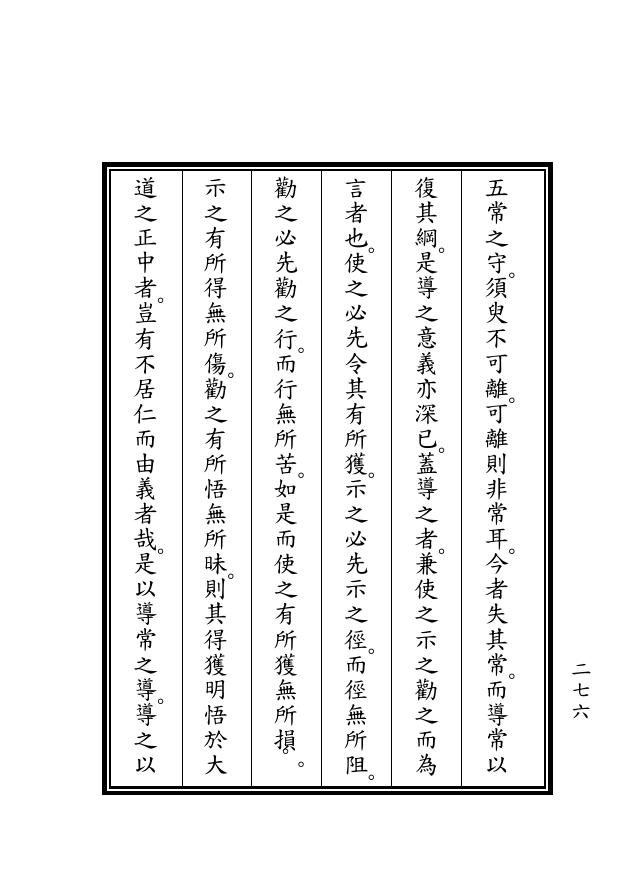 五常之守。須臾不可離。可離則非常耳。今者失其常。而導常以
復其綱。是導之意義亦深已。蓋導之者。兼使之示之勸之而為
言者也。使之必先令其有所獲。示之必先示之徑。而徑無所阻。
勸之必先勸之行。而行無所苦。如是而使之有所獲無所損。。
示之有所得無所傷。勸之有所悟無所昧。則其得獲明悟於大
道之正中者。豈有不居仁而由義者哉。是以導常之導。導之以
二七六